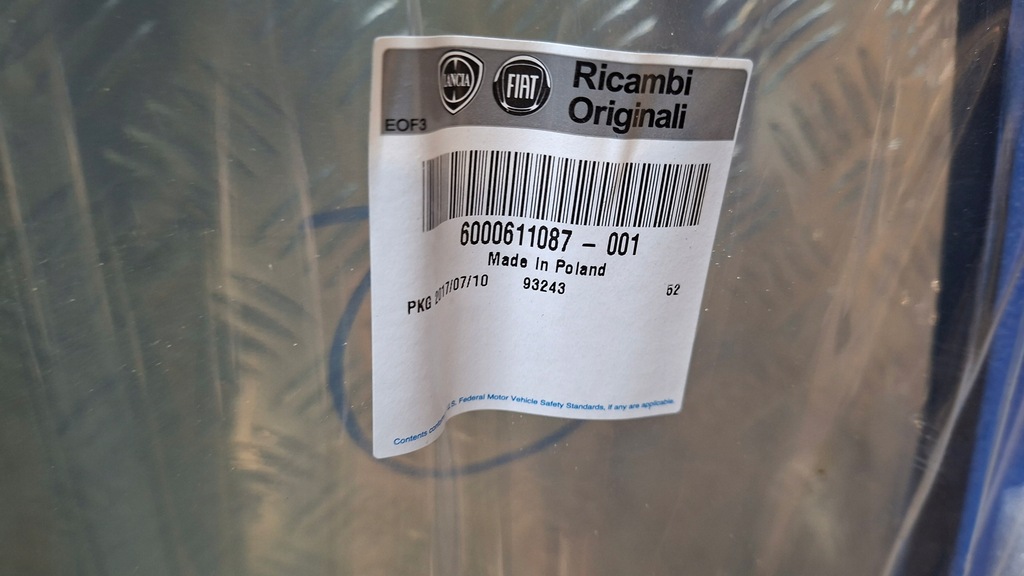 LANCIA FIAT Ricambi
Originali
EOF3
6000611087 - 001
Made In Poland
PKG 2017/07/10 93243 52
Contents U.S. Federal Motor Vehicle Safety Standards, if any are applicable.